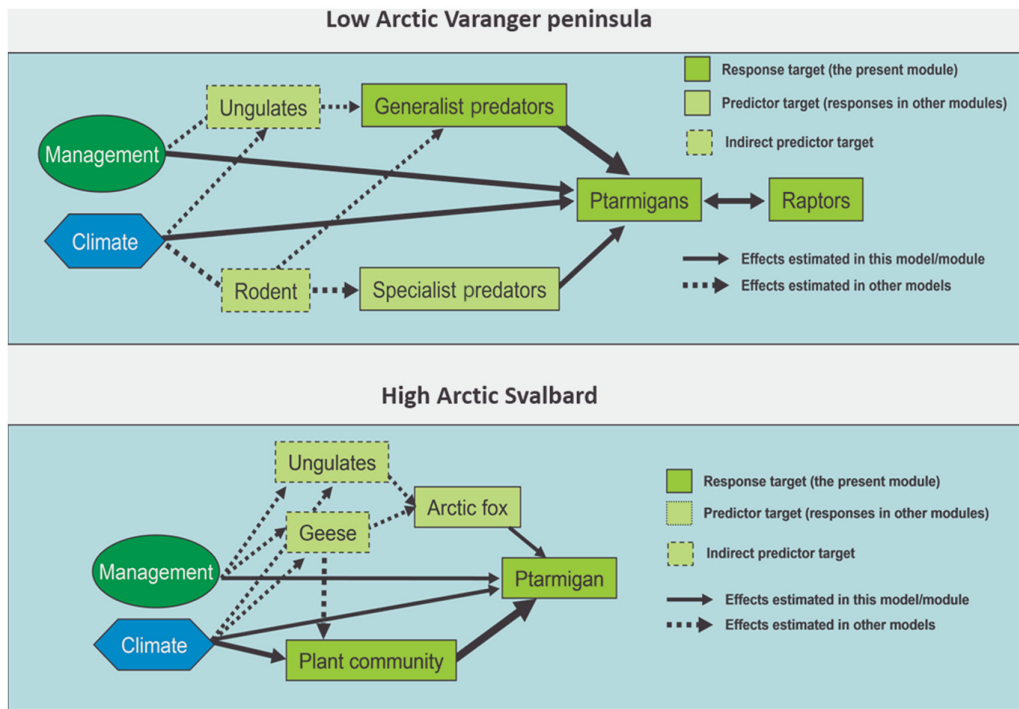 Low Arctic Varanger peninsula
Ungulates
Generalist predators
Management
Climate
Rodent
Specialist predators
Ptarmigans
Raptors
Response target (the present module)
Predictor target (responses in other modules)
Indirect predictor target
Effects estimated in this model/module
Effects estimated in other models
High Arctic Svalbard
Ungulates
Geese
Arctic fox
Management
Ptarmigan
Climate
Plant community
Response target (the present module)
Predictor target (responses in other modules)
Indirect predictor target
Effects estimated in this model/module
Effects estimated in other models